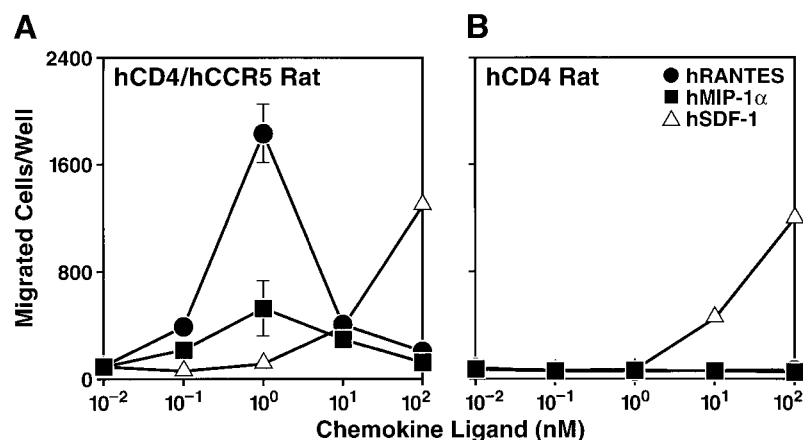 A
B
2400
hCD4/hCCR5 Rat
hCD4 Rat
hRANTES
hMIP-1α
hSDF-1
1600
800
0
Migrated Cells/Well
10⁻² 10⁻¹ 10⁰ 10¹ 10²
10⁻² 10⁻¹ 10⁰ 10¹ 10²
Chemokine Ligand (nM)